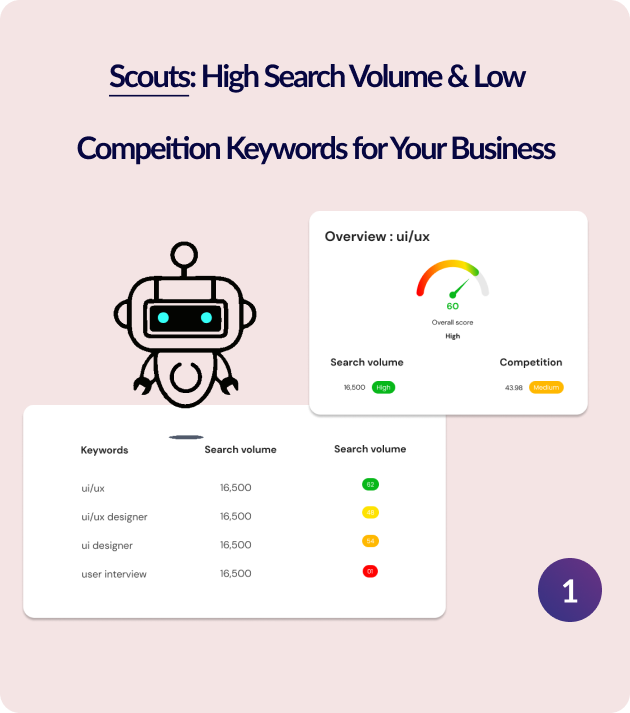 Scouts: High Search Volume & Low
Compeition Keywords for Your Business
Overview : ui/ux
60
Overall score
High
Search volume Competition
16,500 High 43.98 Medium
Keywords Search volume Search volume
ui/ux 16,500 62
ui/ux designer 16,500
ui designer 16,500 54
user interview 16,500 01
1